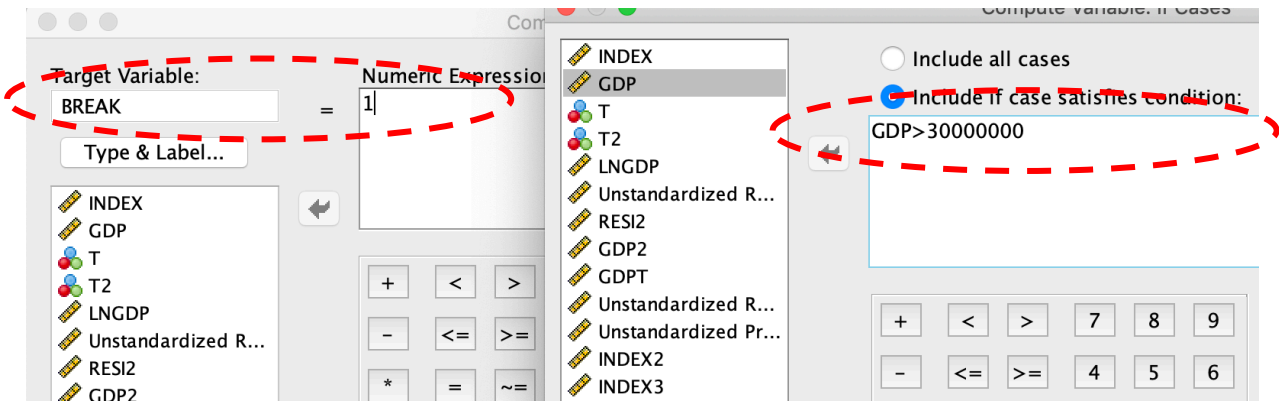 Com
Target Variable:
Numeric Expression
BREAK
=
1
Type & Label...
INDEX
GDP
T
T2
LNGDP
Unstandardized R...
RESI2
GDP2
+
<
>
-
<=
>=
*
=
~=
Compute Variable: If Cases
INDEX
GDP
T
T2
LNGDP
Unstandardized R...
RESI2
GDP2
GDPT
Unstandardized R...
Unstandardized Pr...
INDEX2
INDEX3
Include all cases
Include if case satisfies condition:
GDP>30000000
+
<
>
7
8
9
-
<=
>=
4
5
6